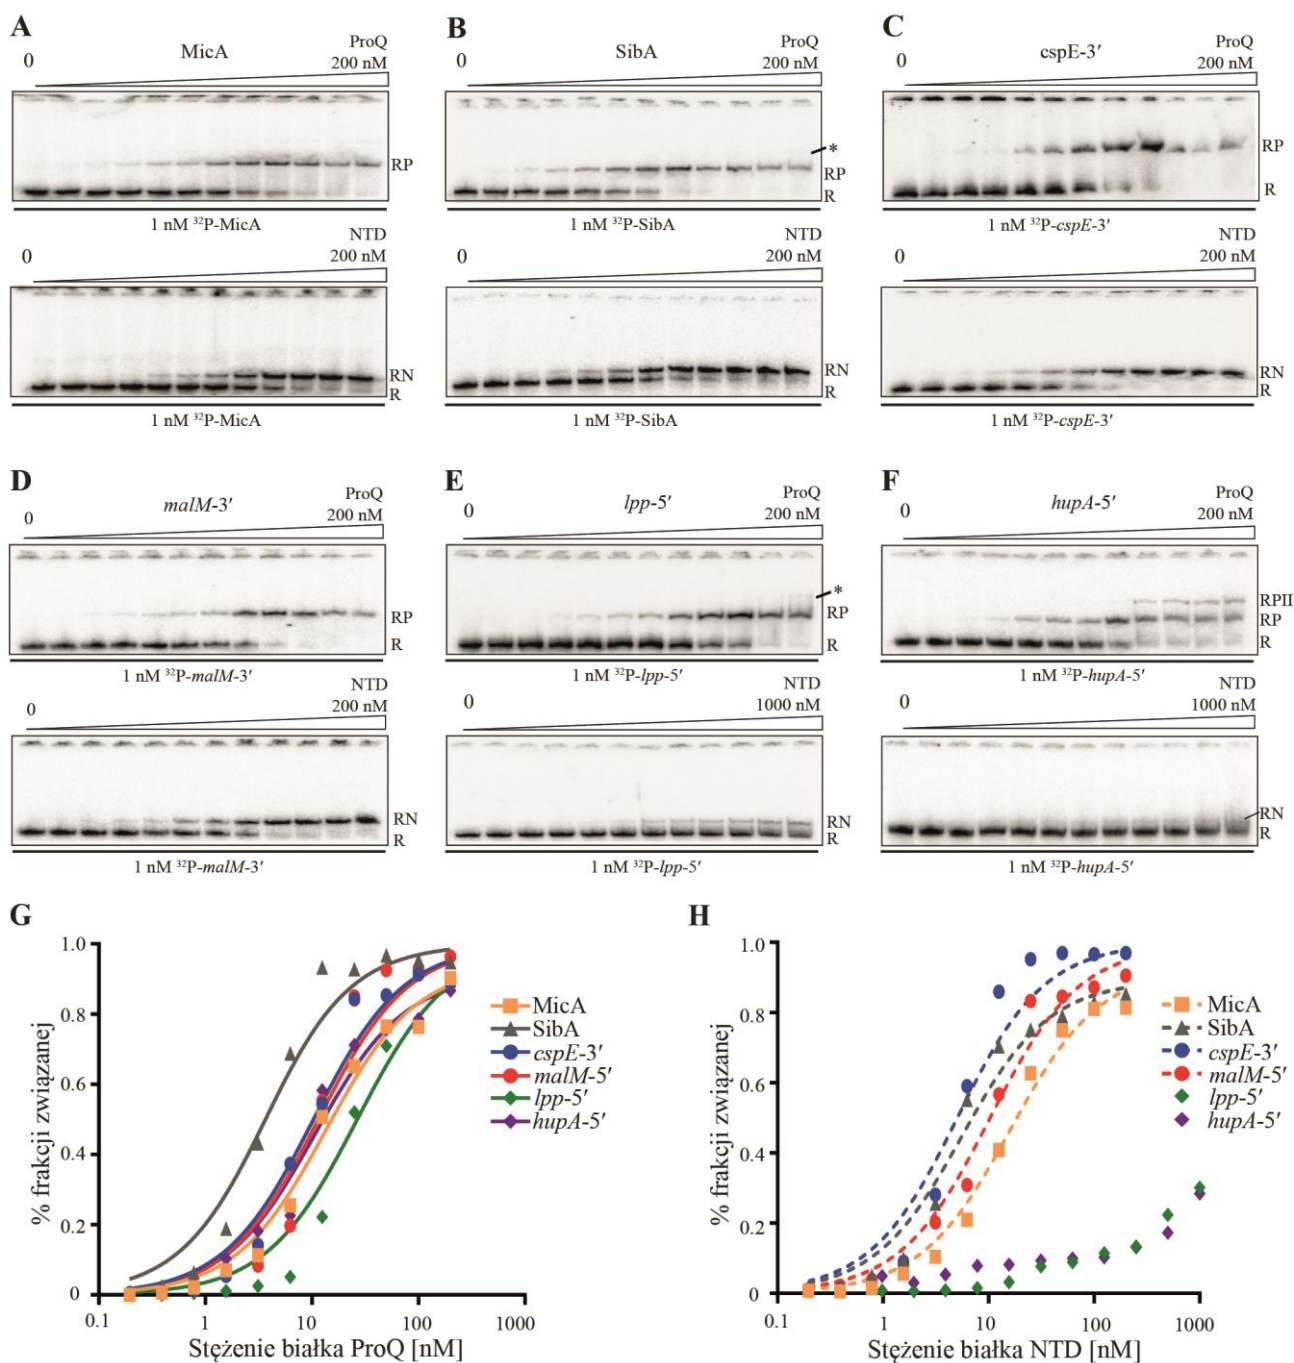 A
MicA
0
ProQ
200 nM
RP
R
1 nM ³²P-MicA
0
NTD
200 nM
RN
R
1 nM ³²P-MicA
B
SibA
0
ProQ
200 nM
*
RP
R
1 nM ³²P-SibA
0
NTD
200 nM
RN
R
1 nM ³²P-SibA
C
cspE-3′
0
ProQ
200 nM
RP
R
1 nM ³²P-cspE-3′
0
NTD
200 nM
RN
R
1 nM ³²P-cspE-3′
D
malM-3′
0
ProQ
200 nM
RP
R
1 nM ³²P-malM-3′
0
NTD
200 nM
RN
R
1 nM ³²P-malM-3′
E
lpp-5′
0
ProQ
200 nM
*
RP
R
1 nM ³²P-lpp-5′
0
NTD
1000 nM
RN
R
1 nM ³²P-lpp-5′
F
hupA-5′
0
ProQ
200 nM
RPII
RP
R
1 nM ³²P-hupA-5′
0
NTD
1000 nM
RN
R
1 nM ³²P-hupA-5′
G
% frakcji związanej
1.0
0.8
0.6
0.4
0.2
0
0.1
1
10
100
1000
Stężenie białka ProQ [nM]
MicA
SibA
cspE-3′
malM-5′
lpp-5′
hupA-5′
H
% frakcji związanej
1.0
0.8
0.6
0.4
0.2
0
0.1
1
10
100
1000
Stężenie białka NTD [nM]
MicA
SibA
cspE-3′
malM-5′
lpp-5′
hupA-5′